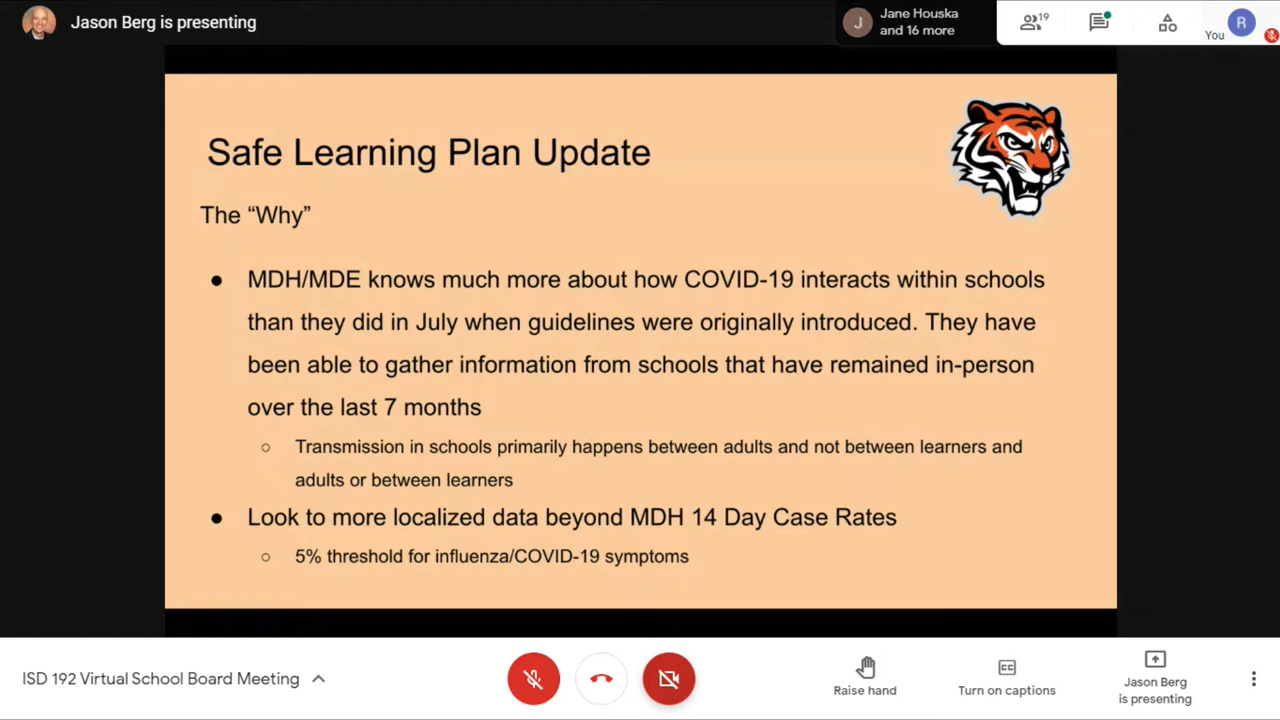 Jason Berg is presenting
J
Jane Houska
and 16 more
19
You
R
Safe Learning Plan Update
The “Why”
● MDH/MDE knows much more about how COVID-19 interacts within schools
than they did in July when guidelines were originally introduced. They have
been able to gather information from schools that have remained in-person
over the last 7 months
○ Transmission in schools primarily happens between adults and not between learners and
adults or between learners
● Look to more localized data beyond MDH 14 Day Case Rates
○ 5% threshold for influenza/COVID-19 symptoms
ISD 192 Virtual School Board Meeting
Raise hand
Turn on captions
Jason Berg
is presenting